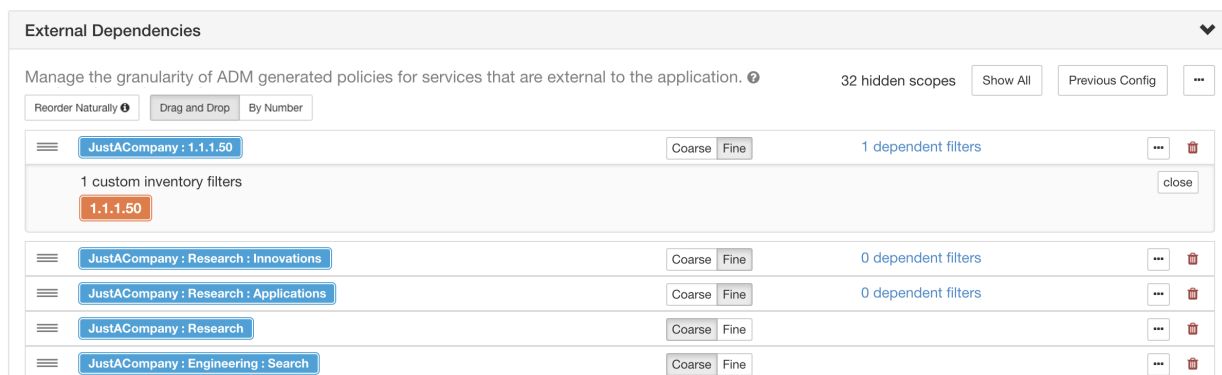 External Dependencies
Manage the granularity of ADM generated policies for services that are external to the application.
32 hidden scopes Show All Previous Config ...
Reorder Naturally Drag and Drop By Number
JustACompany : 1.1.1.50 Coarse Fine 1 dependent filters ...
1 custom inventory filters close
1.1.1.50
JustACompany : Research : Innovations Coarse Fine 0 dependent filters ...
JustACompany : Research : Applications Coarse Fine 0 dependent filters ...
JustACompany : Research Coarse Fine ...
JustACompany : Engineering : Search Coarse Fine ...